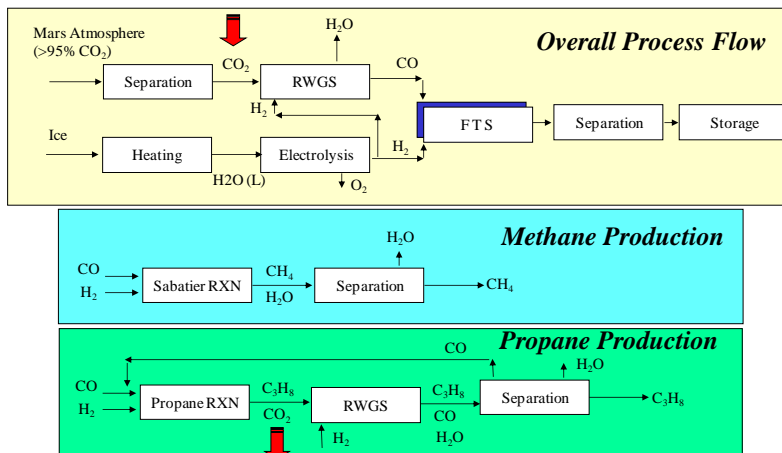 Overall Process Flow
Mars Atmosphere
(>95% CO₂)
Separation
CO₂
RWGS
H₂O
CO
H₂
FTS
Separation
Storage
Ice
Heating
H2O (L)
Electrolysis
H₂
O₂
Methane Production
CO
H₂
Sabatier RXN
CH₄
H₂O
Separation
H₂O
CH₄
Propane Production
CO
CO
H₂
Propane RXN
C₃H₈
CO₂
RWGS
H₂
C₃H₈
CO
H₂O
Separation
H₂O
C₃H₈